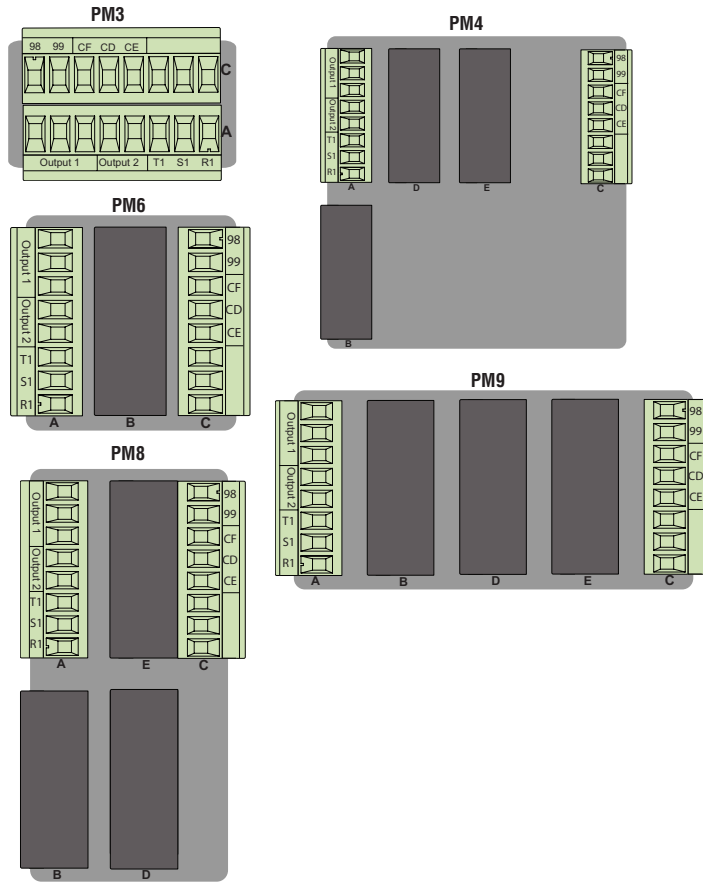 PM3
98 99 CF CD CE
C
A
Output 1 Output 2 T1 S1 R1
PM4
Output 1
Output 2
T1
S1
R1
98
99
CF
CD
CE
A D E C
B
PM6
Output 1
Output 2
T1
S1
R1
98
99
CF
CD
CE
A B C
PM9
Output 1
Output 2
T1
S1
R1
98
99
CF
CD
CE
A B D E C
PM8
Output 1
Output 2
T1
S1
R1
98
99
CF
CD
CE
A E C
B D